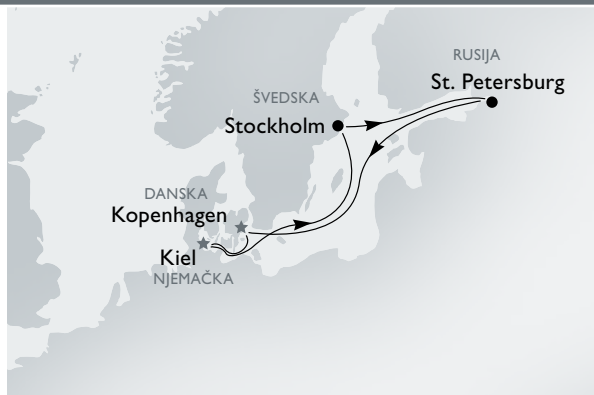 RUSIJA
St. Petersburg
ŠVEDSKA
Stockholm
DANSKA
Kopenhagen
Kiel
NJEMAČKA